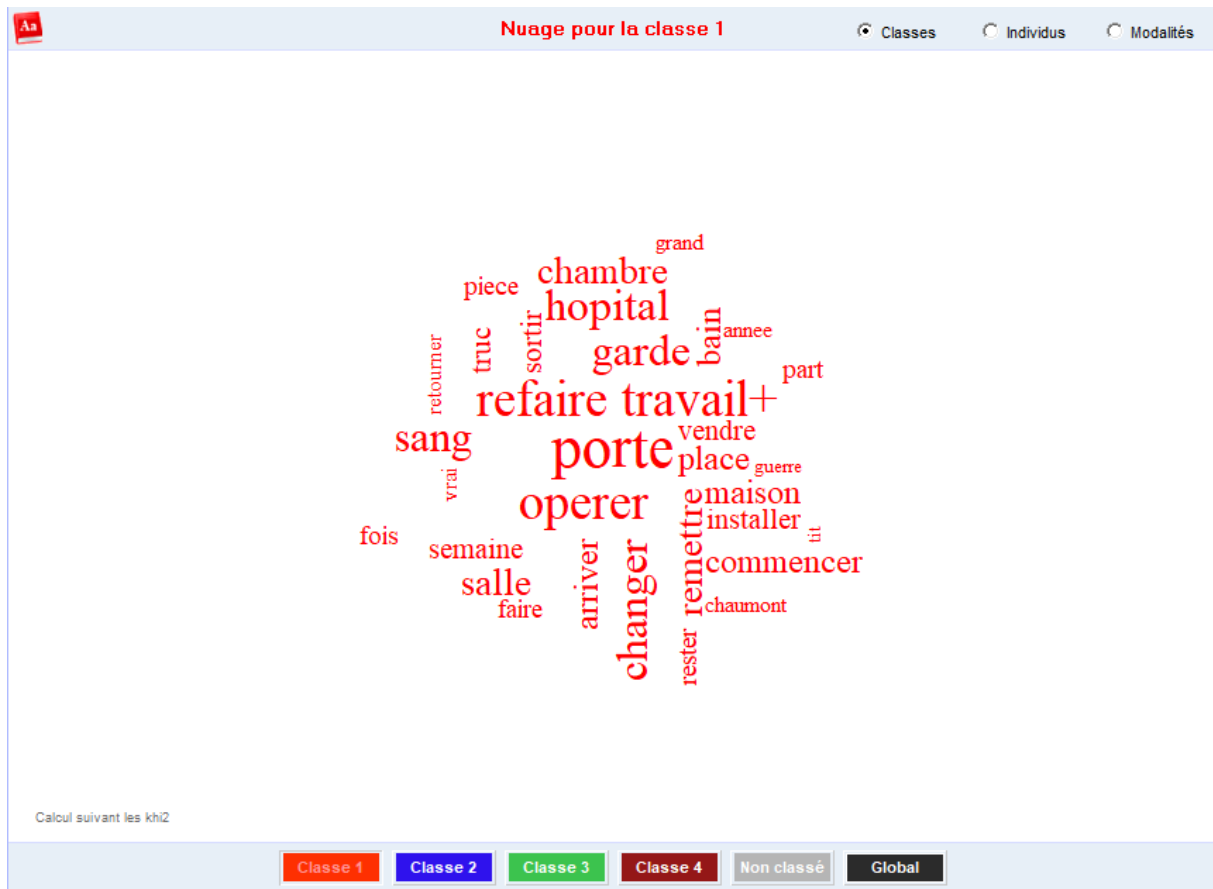 Aa
Nuage pour la classe 1
Classes
Individus
Modalités
grand
chambre
piece
hopital
sortir
truc
bain
annee
retourner
garde
part
refaire travail+
sang
vendre
porte
place
guerre
vrai
operer
maison
remettre
installer
tit
fois
semaine
arriver
changer
commencer
salle
faire
chaumont
rester
Calcul suivant les khi2
Classe 1
Classe 2
Classe 3
Classe 4
Non classé
Global